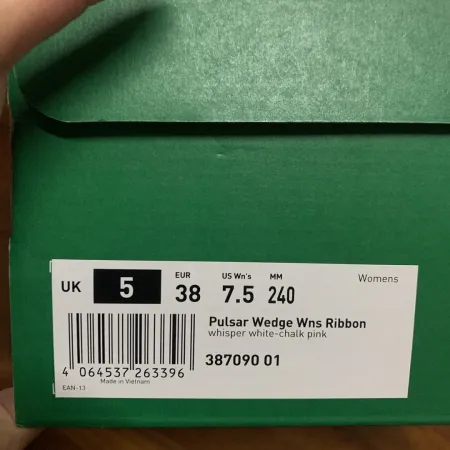 UK 5 EUR 38 US Wn's 7.5 MM 240 Womens
Pulsar Wedge Wns Ribbon
whisper white-chalk pink
387090 01
4 064537 263396
Made in Vietnam
EAN-13